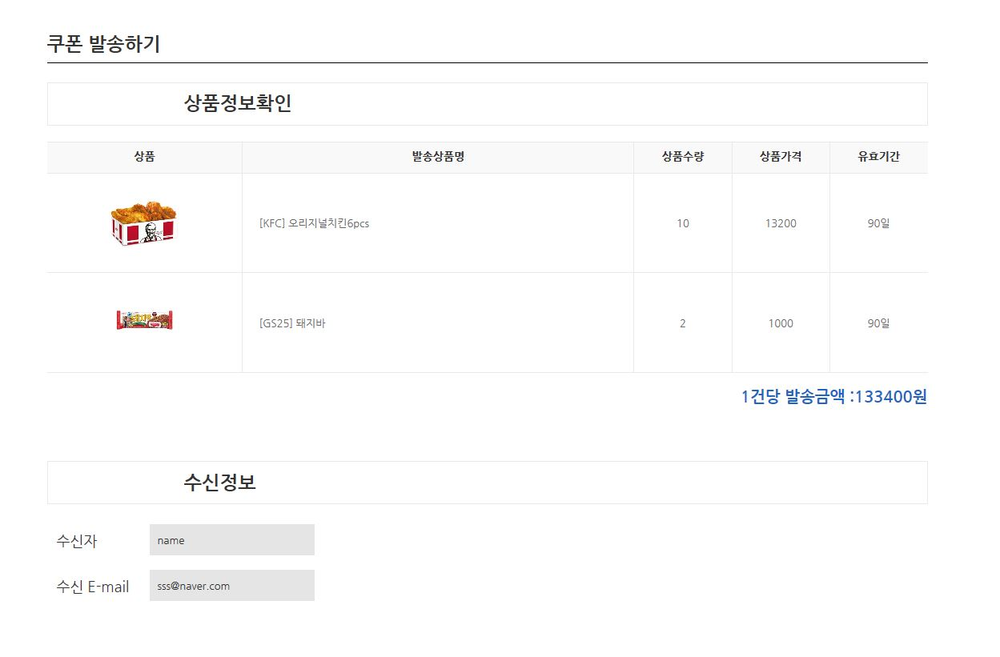 쿠폰 발송하기
상품정보확인
상품 발송상품명 상품수량 상품가격 유효기간
[KFC] 오리지널치킨6pcs 10 13200 90일
돼지바
[GS25] 돼지바 2 1000 90일
1건당 발송금액 :133400원
수신정보
수신자 name
수신 E-mail sss@naver.com